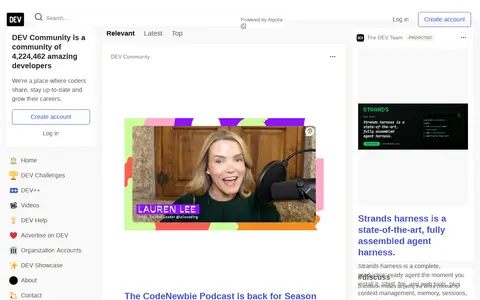 DEV
Search...
Powered by Algolia
Log in
Create account
DEV Community is a
community of
4,224,462 amazing
developers
We're a place where coders
share, stay up-to-date and
grow their careers.
Create account
Log in
Home
DEV Challenges
DEV++
Videos
DEV Help
Advertise on DEV
Organization Accounts
DEV Showcase
About
Contact
Relevant
Latest
Top
DEV Community
LAUREN LEE
The CodeNewbie Podcast is back for Season
The DEV Team
PROMOTED
STRANDS
Strands harness is a
state-of-the-art,
fully assembled
agent harness.
Strands harness is a
state-of-the-art, fully
assembled agent
harness.
Strands harness is a complete,
#discuss
context management, memory, sessions,